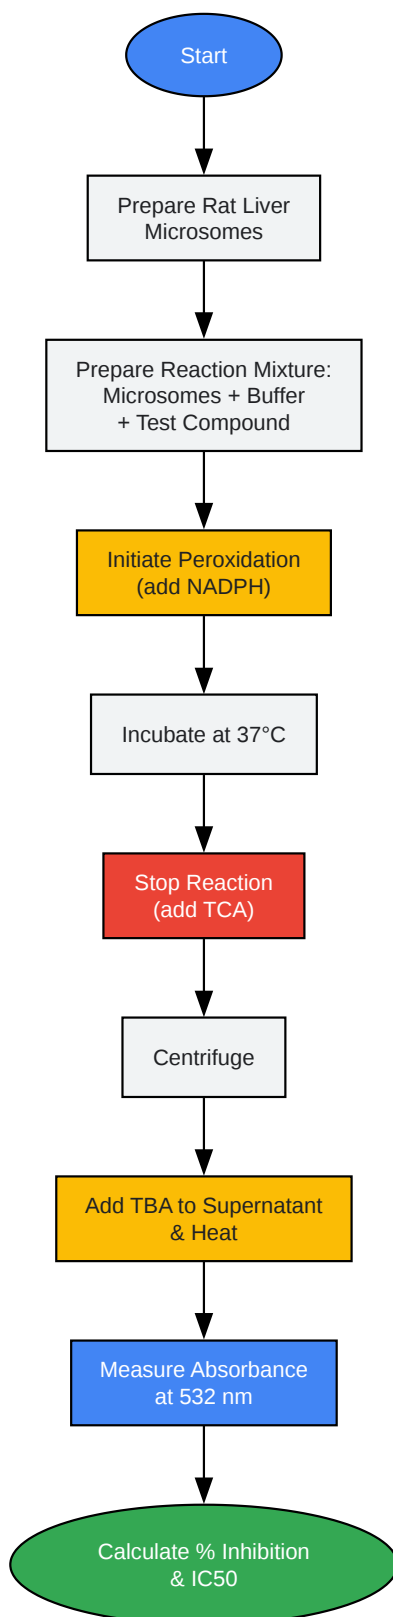 Start
Prepare Rat Liver
Microsomes
Prepare Reaction Mixture:
Microsomes + Buffer
+ Test Compound
Initiate Peroxidation
(add NADPH)
Incubate at 37°C
Stop Reaction
(add TCA)
Centrifuge
Add TBA to Supernatant
& Heat
Measure Absorbance
at 532 nm
Calculate % Inhibition
& IC50